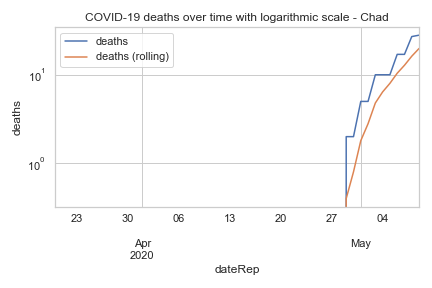 COVID-19 deaths over time with logarithmic scale - Chad
deaths
deaths (rolling)
10¹
10⁰
deaths
23 30 06 13 20 27 04
Apr May
2020
dateRep